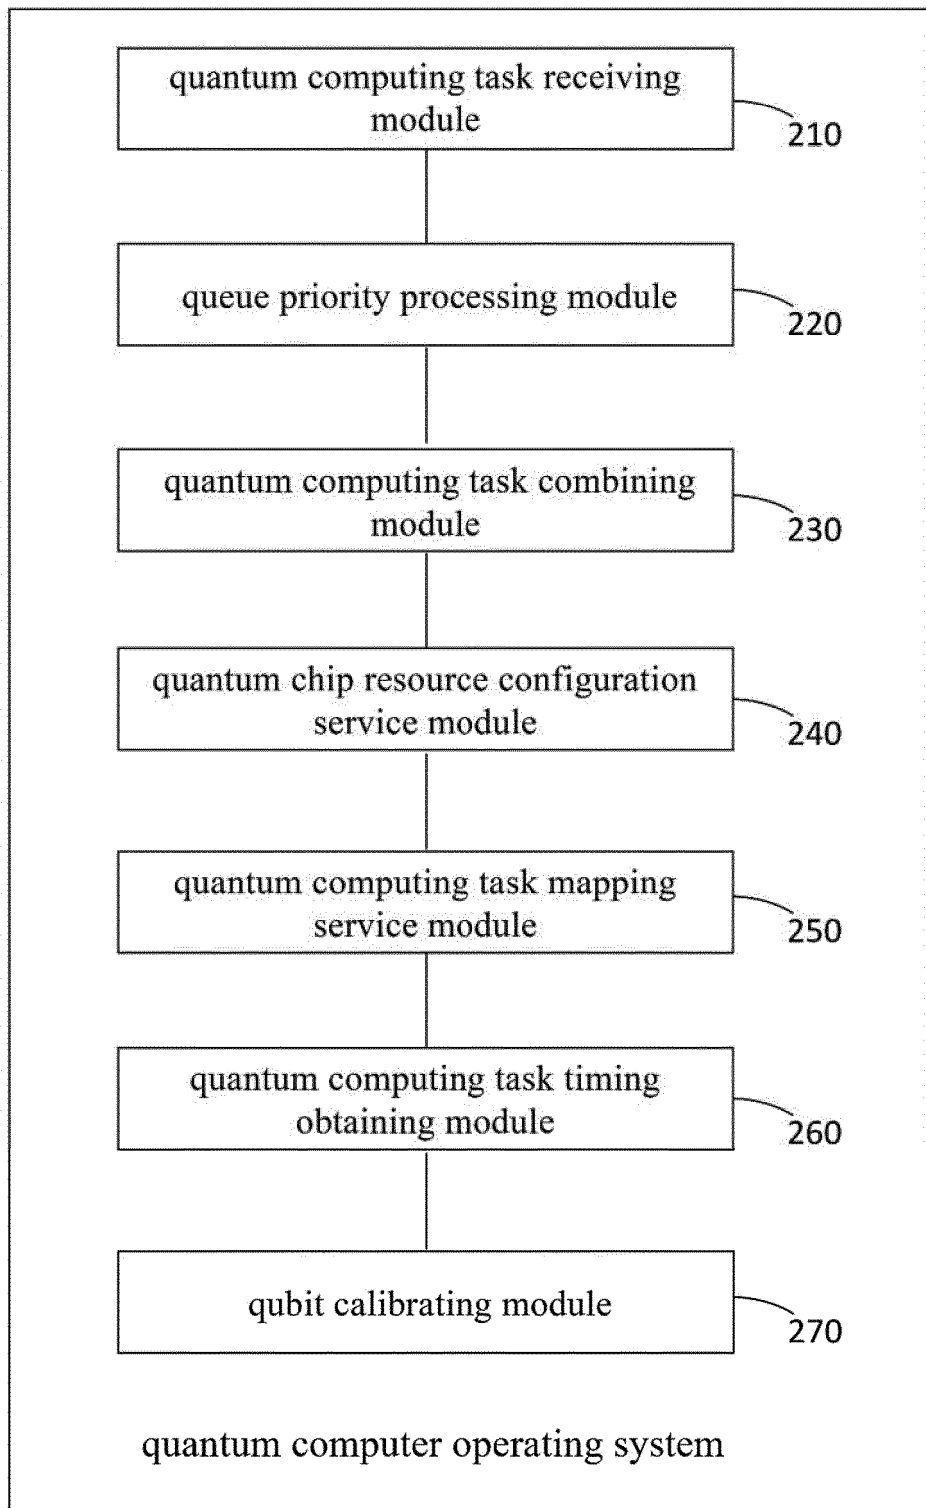 quantum computing task receiving
module
210
queue priority processing module
220
quantum computing task combining
module
230
quantum chip resource configuration
service module
240
quantum computing task mapping
service module
250
quantum computing task timing
obtaining module
260
qubit calibrating module
270
quantum computer operating system